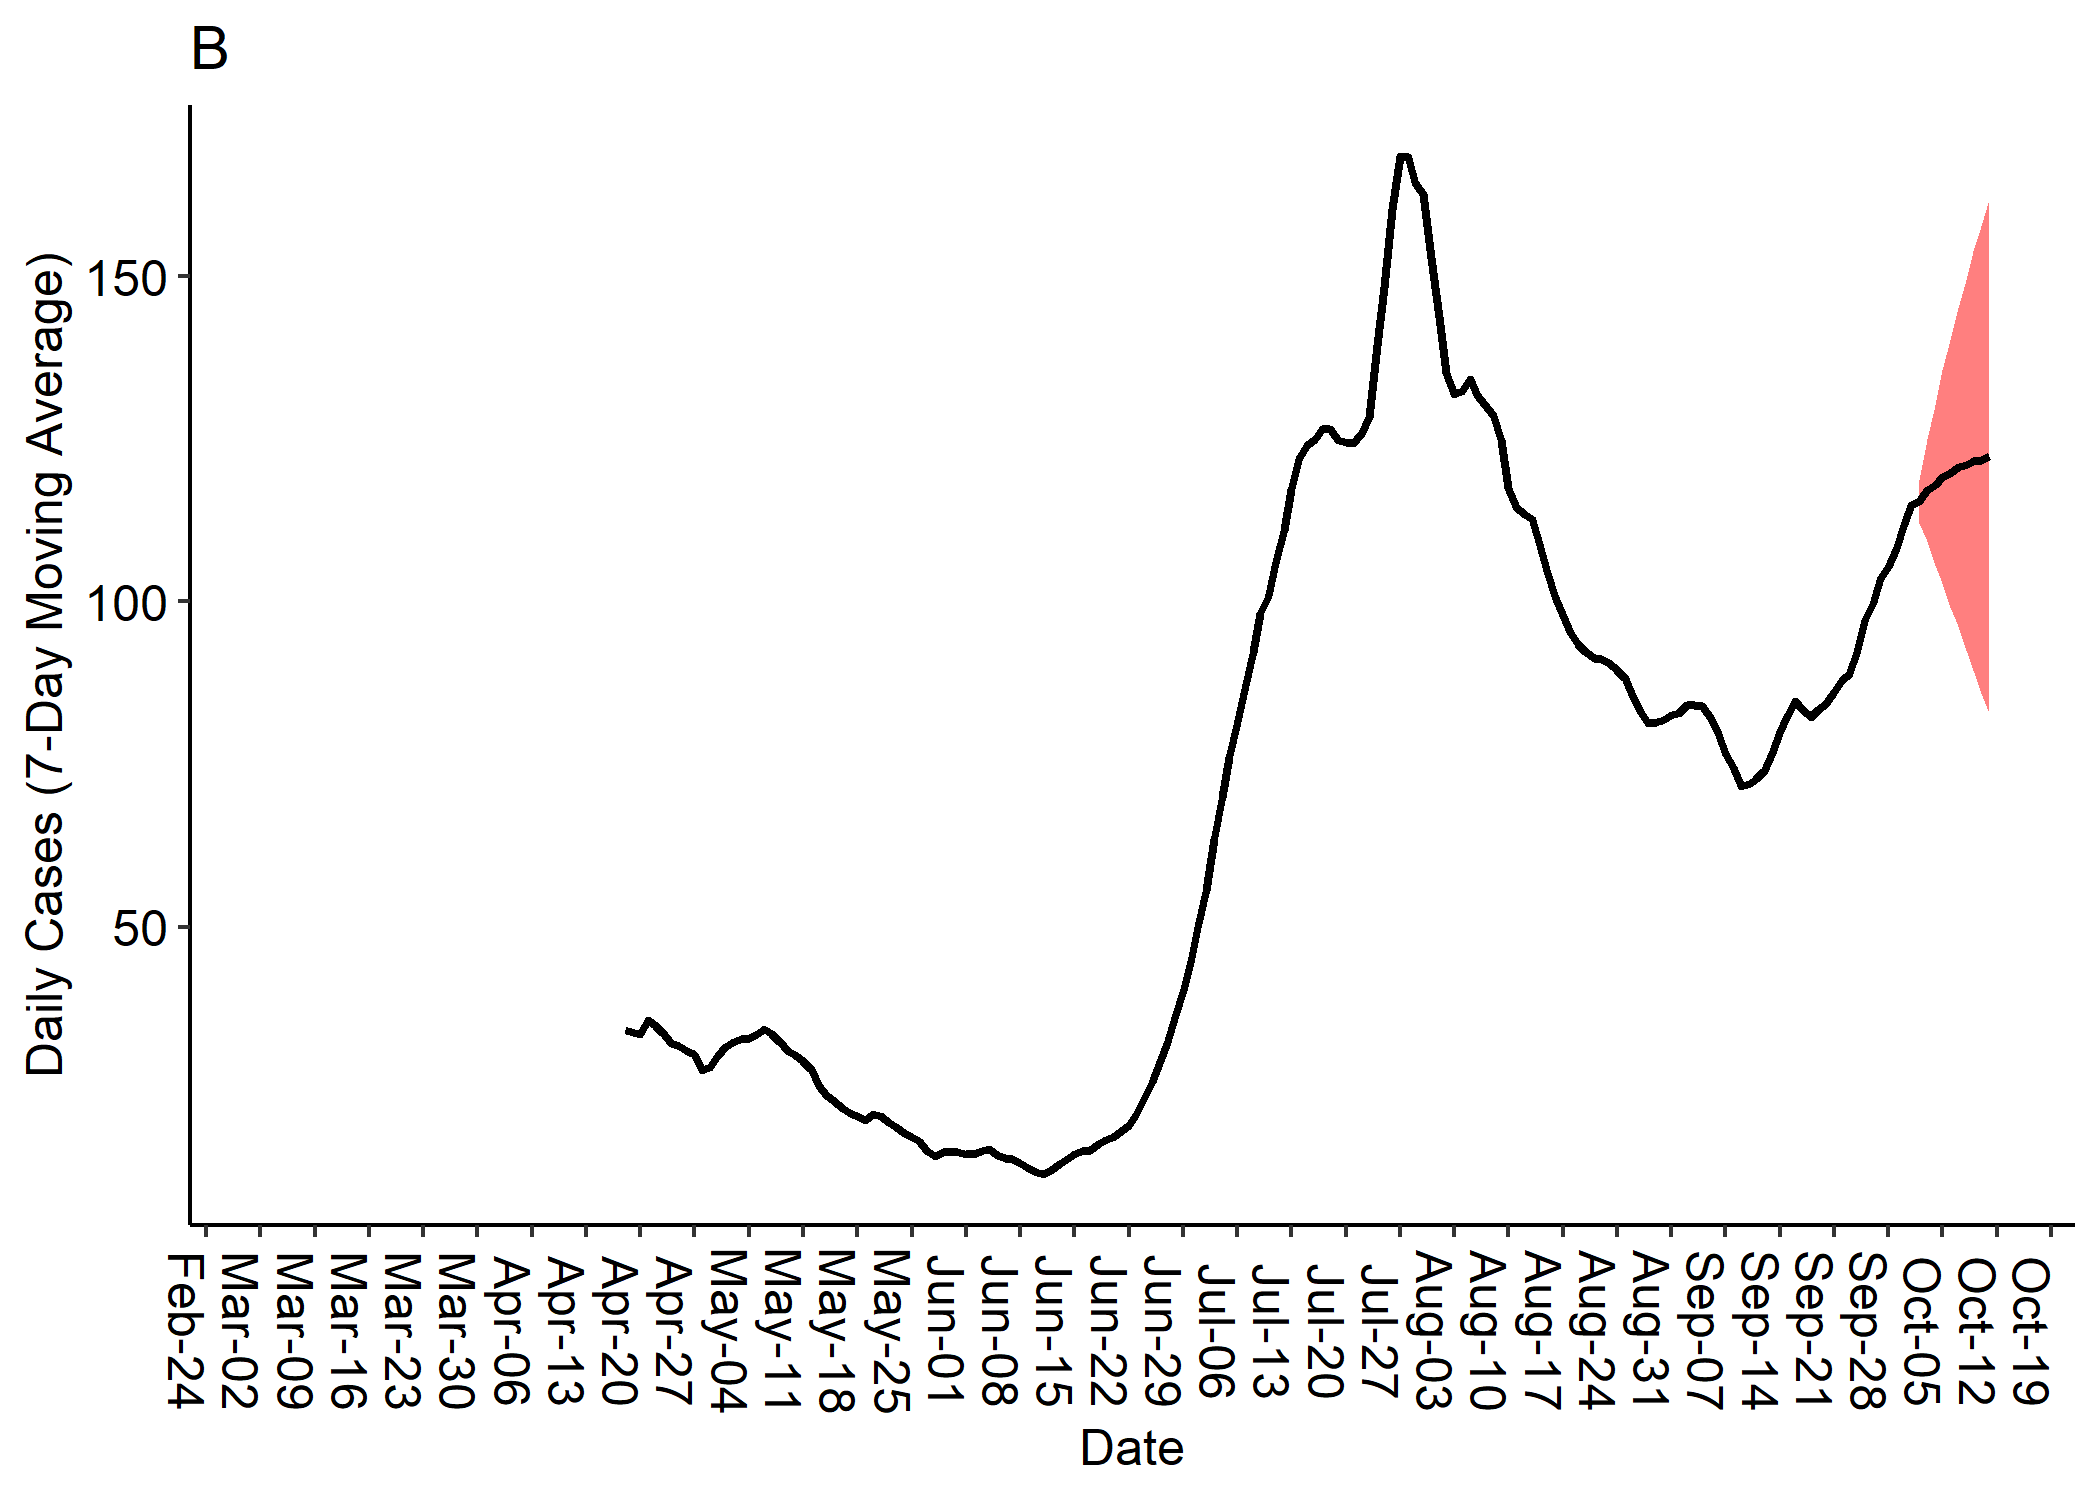 B
Daily Cases (7-Day Moving Average)
150
100
50
Feb-24
Mar-02
Mar-09
Mar-16
Mar-23
Mar-30
Apr-06
Apr-13
Apr-20
Apr-27
May-04
May-11
May-18
May-25
Jun-01
Jun-08
Jun-15
Jun-22
Jun-29
Jul-06
Jul-13
Jul-20
Jul-27
Aug-03
Aug-10
Aug-17
Aug-24
Aug-31
Sep-07
Sep-14
Sep-21
Sep-28
Oct-05
Oct-12
Oct-19
Date